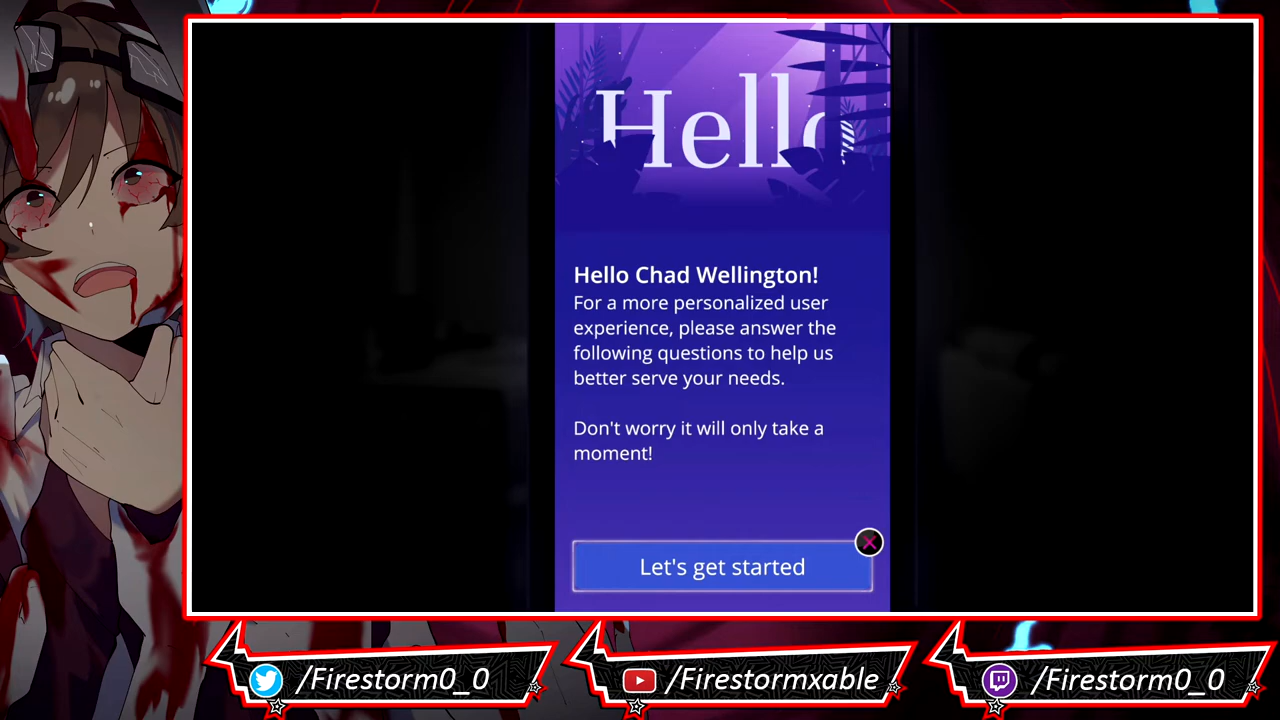 Hello
Hello Chad Wellington!
For a more personalized user
experience, please answer the
following questions to help us
better serve your needs.
Don't worry it will only take a
moment!
Let's get started
/Firestorm0_0
/Firestormxable
/Firestorm0_0